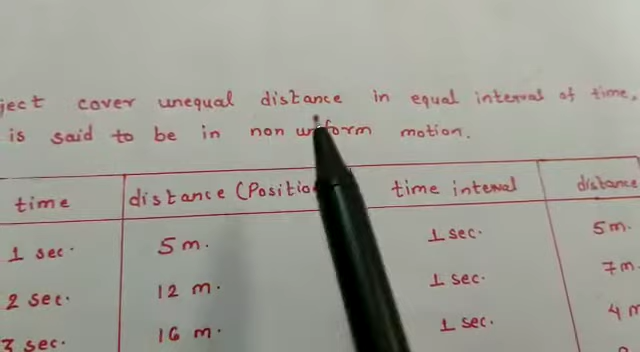 ject cover unequal distance in equal interval of time,
is said to be in non uniform motion.
time distance (Positio time interval distance
1 sec. 5 m. 1 sec. 5 m.
2 sec. 12 m. 1 sec. 7 m.
3 sec. 16 m. 1 sec. 4 m